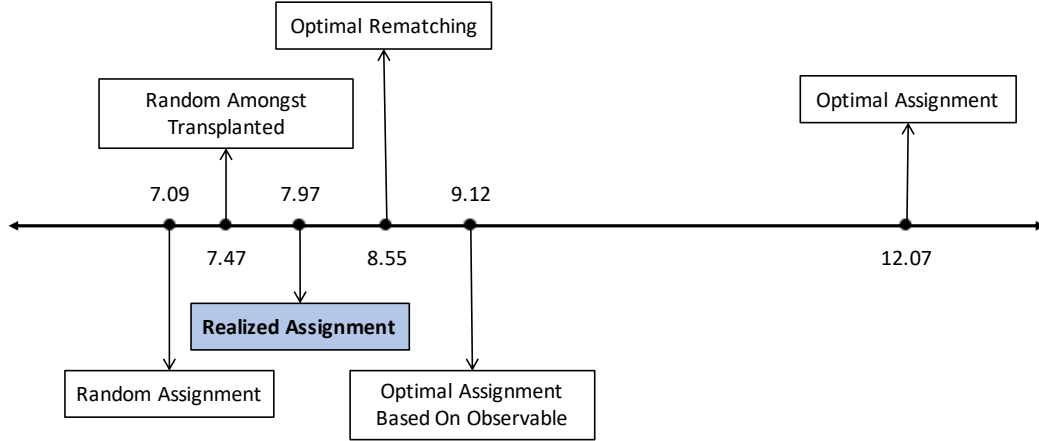 Optimal Rematching
Random Amongst
Transplanted
Optimal Assignment
7.09
7.97
9.12
7.47
8.55
12.07
Realized Assignment
Random Assignment
Optimal Assignment
Based On Observable